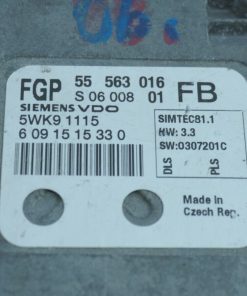 06.
FGP 55 563 016 FB
S 06 008 01
SIEMENS VDO
5WK9 1115
6 09 15 15 33 0
SIMTEC81.1
HW: 3.3
SW:0307201C
DLS
PLS
Made in
Czech Rep.